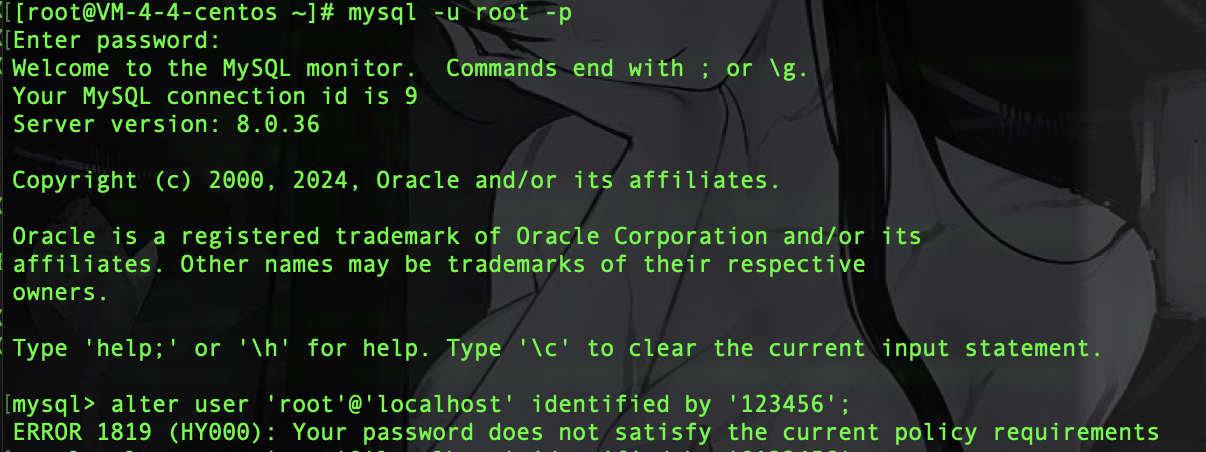 [[root@VM-4-4-centos ~]# mysql -u root -p
[Enter password:
Welcome to the MySQL monitor.  Commands end with ; or \g.
Your MySQL connection id is 9
Server version: 8.0.36
Copyright (c) 2000, 2024, Oracle and/or its affiliates.
Oracle is a registered trademark of Oracle Corporation and/or its
affiliates. Other names may be trademarks of their respective
owners.
Type 'help;' or '\h' for help. Type '\c' to clear the current input statement.
[mysql> alter user 'root'@'localhost' identified by '123456';
ERROR 1819 (HY000): Your password does not satisfy the current policy requirements